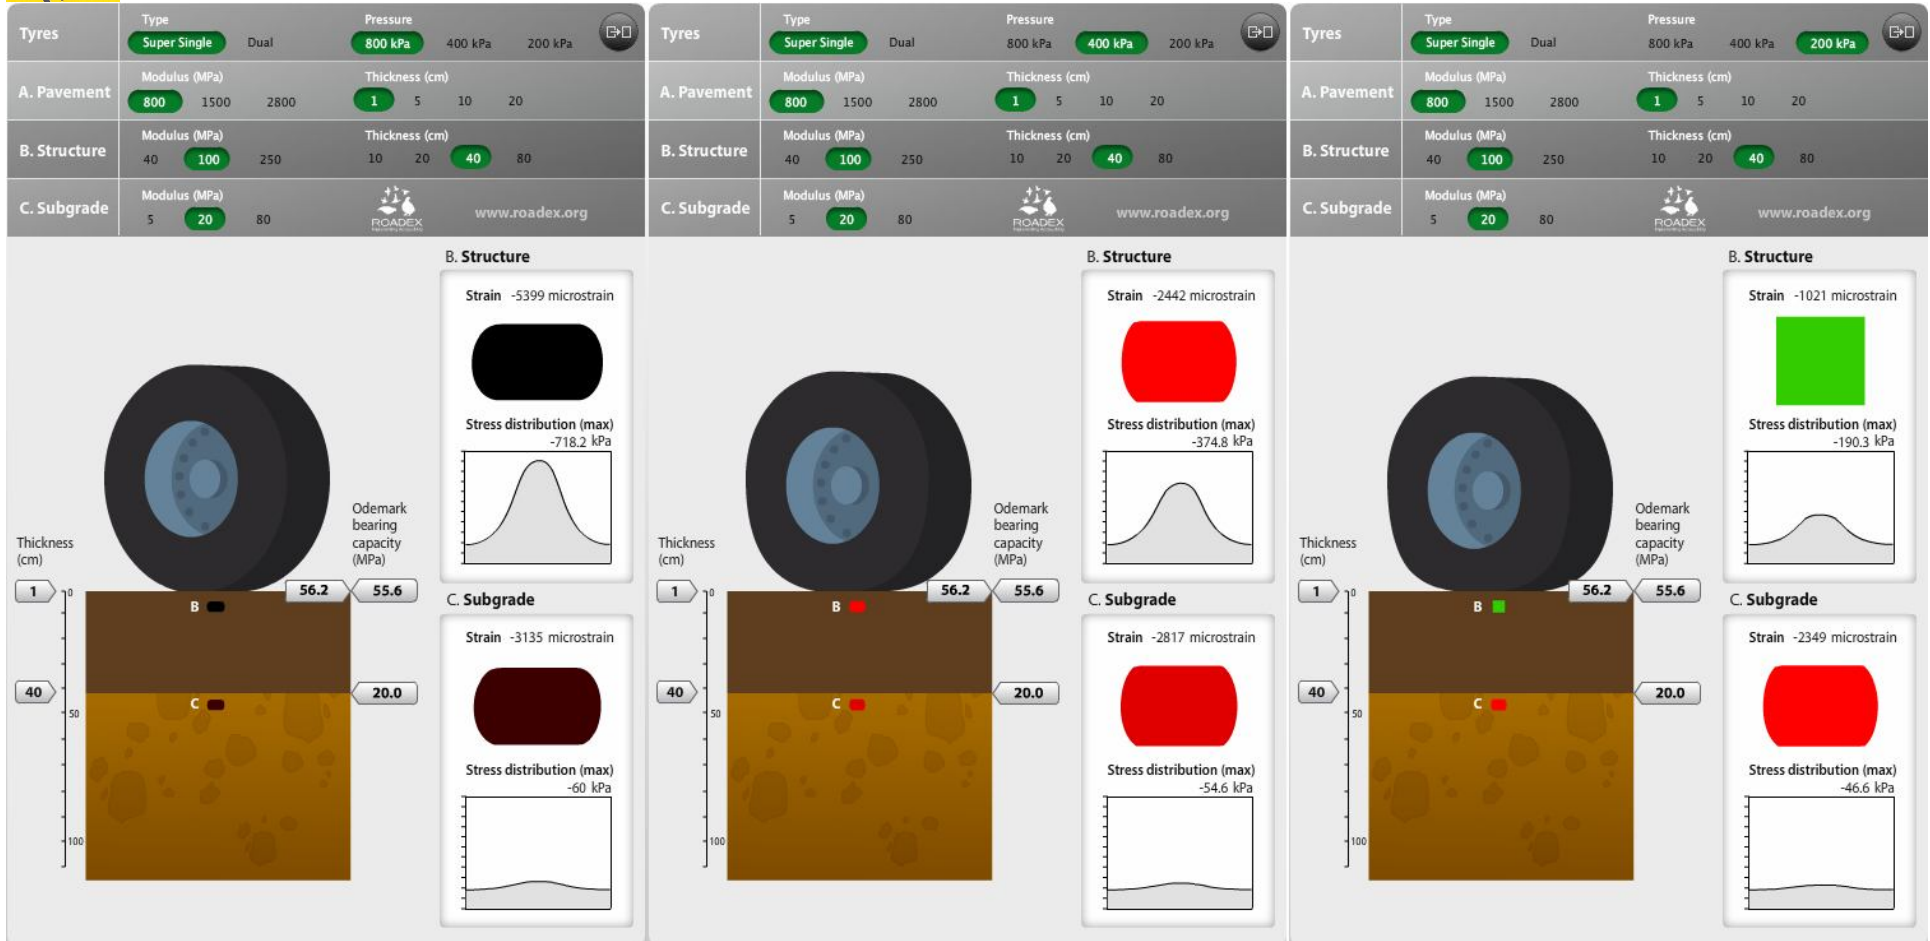 Tyres
Type
Super Single Dual
Pressure
800 kPa 400 kPa 200 kPa
A. Pavement
Modulus (MPa)
800 1500 2800
Thickness (cm)
1 5 10 20
B. Structure
Modulus (MPa)
40 100 250
Thickness (cm)
10 20 40 80
C. Subgrade
Modulus (MPa)
5 20 80
ROADEX
www.roadex.org
B. Structure
Strain -5399 microstrain
Stress distribution (max)
-718.2 kPa
Odemark
bearing
capacity
(MPa)
Thickness
(cm)
1
0
56.2
55.6
B
40
20.0
C
50
100
C. Subgrade
Strain -3135 microstrain
Stress distribution (max)
-60 kPa
Tyres
Type
Super Single Dual
Pressure
800 kPa 400 kPa 200 kPa
A. Pavement
Modulus (MPa)
800 1500 2800
Thickness (cm)
1 5 10 20
B. Structure
Modulus (MPa)
40 100 250
Thickness (cm)
10 20 40 80
C. Subgrade
Modulus (MPa)
5 20 80
ROADEX
www.roadex.org
B. Structure
Strain -2442 microstrain
Stress distribution (max)
-374.8 kPa
Odemark
bearing
capacity
(MPa)
Thickness
(cm)
1
0
56.2
55.6
B
40
20.0
C
50
100
C. Subgrade
Strain -2817 microstrain
Stress distribution (max)
-54.6 kPa
Tyres
Type
Super Single Dual
Pressure
800 kPa 400 kPa 200 kPa
A. Pavement
Modulus (MPa)
800 1500 2800
Thickness (cm)
1 5 10 20
B. Structure
Modulus (MPa)
40 100 250
Thickness (cm)
10 20 40 80
C. Subgrade
Modulus (MPa)
5 20 80
ROADEX
www.roadex.org
B. Structure
Strain -1021 microstrain
Stress distribution (max)
-190.3 kPa
Odemark
bearing
capacity
(MPa)
Thickness
(cm)
1
0
56.2
55.6
B
40
20.0
C
50
100
C. Subgrade
Strain -2349 microstrain
Stress distribution (max)
-46.6 kPa